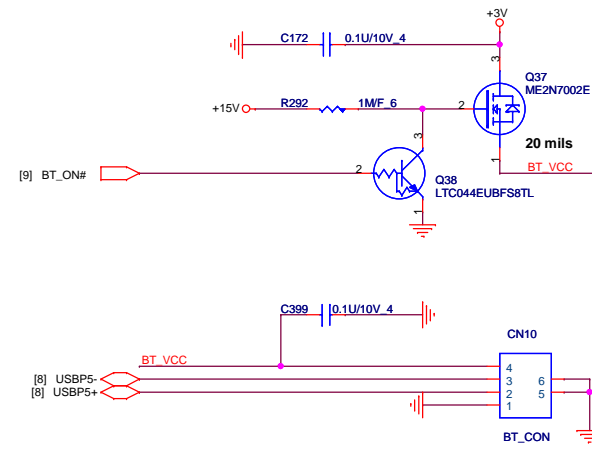 +3V
C172 0.1U/10V_4
3
Q37
ME2N7002E
+15V R292 1M/F_6 2
3
20 mils
1
BT_VCC
[9] BT_ON# 2
Q38
LTC044EUBFS8TL
1
C399 0.1U/10V_4
CN10
BT_VCC
4
[8] USBP5- 3 6
[8] USBP5+ 2 5
1
BT_CON